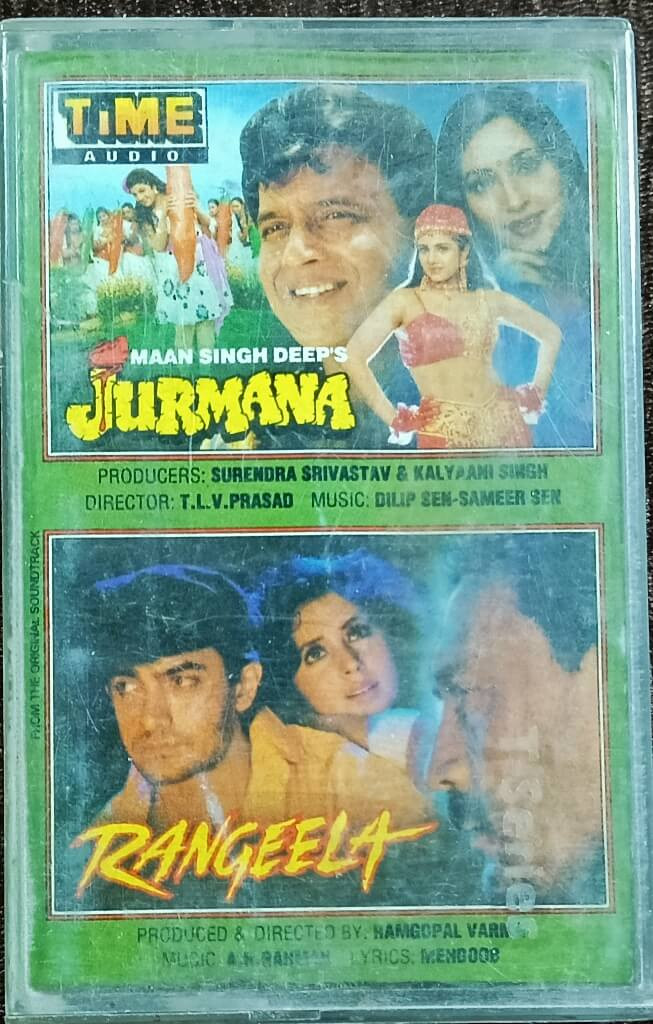 TIME
AUDIO
MAAN SINGH DEEP'S
JURMANA
PRODUCERS: SURENDRA SRIVASTAV & KALYAANI SINGH
DIRECTOR: T.L.V.PRASAD MUSIC: DILIP SEN-SAMEER SEN
FROM THE ORIGINAL SOUNDTRACK
RANGEELA
T Series
PRODUCED & DIRECTED BY: RAMGOPAL VARMA
MUSIC: A.R.RAHMAN LYRICS: MEHBOOB